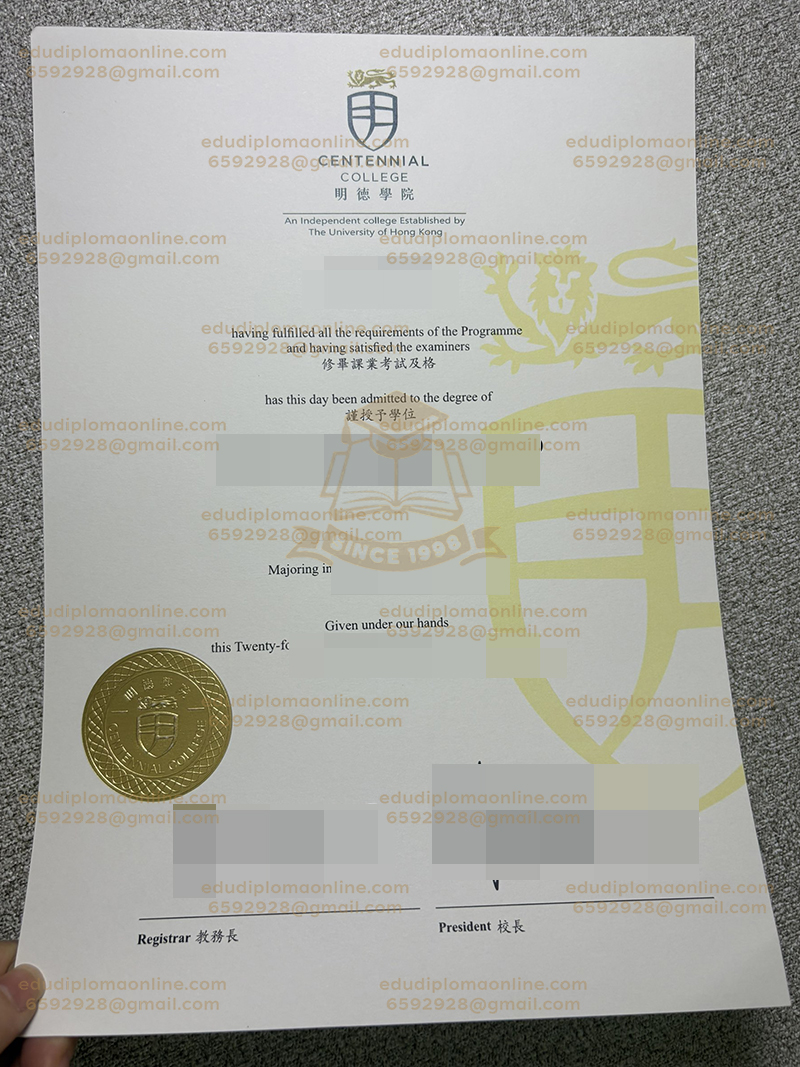 edudiplomaonline.com
6592928@gmail.com
CENTENNIAL
COLLEGE
明德學院
An Independent college Established by
The University of Hong Kong
having fulfilled all the requirements of the Programme
and having satisfied the examiners
修畢課業考試及格
has this day been admitted to the degree of
謹授予學位
SINCE 1998
Majoring in
Given under our hands
this Twenty-fo
明德學院
CENTENNIAL COLLEGE
Registrar 教務長
President 校長